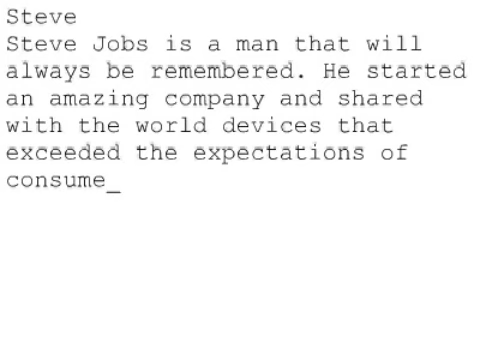 Steve
Steve Jobs is a man that will
always be remembered. He started
an amazing company and shared
with the world devices that
exceeded the expectations of
consume_